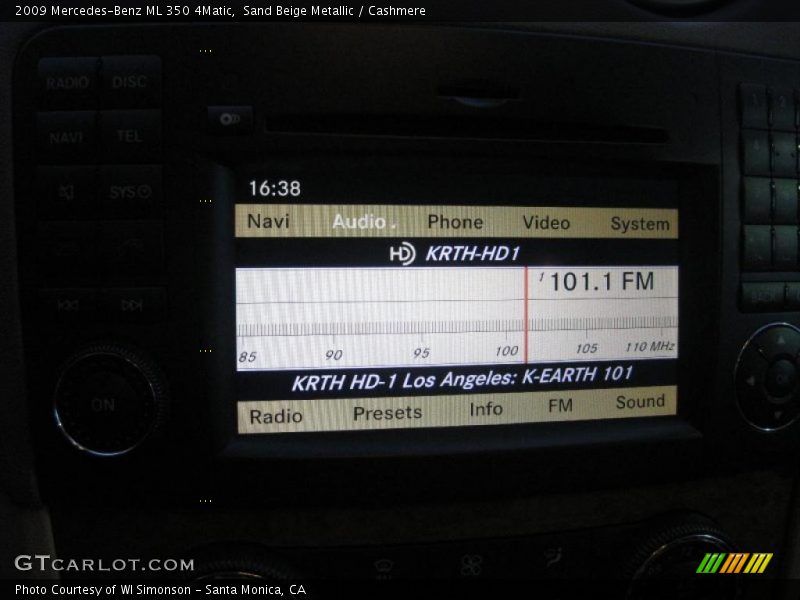 2009 Mercedes-Benz ML 350 4Matic,  Sand Beige Metallic / Cashmere
RADIO DISC
NAVI TEL
SYS
ON
16:38
Navi Audio Phone Video System
HD KRTH-HD1
1 101.1 FM
85 90 95 100 105 110 MHz
KRTH HD-1 Los Angeles: K-EARTH 101
Radio Presets Info FM Sound
GTCARLOT.COM
Photo Courtesy of WI Simonson - Santa Monica, CA